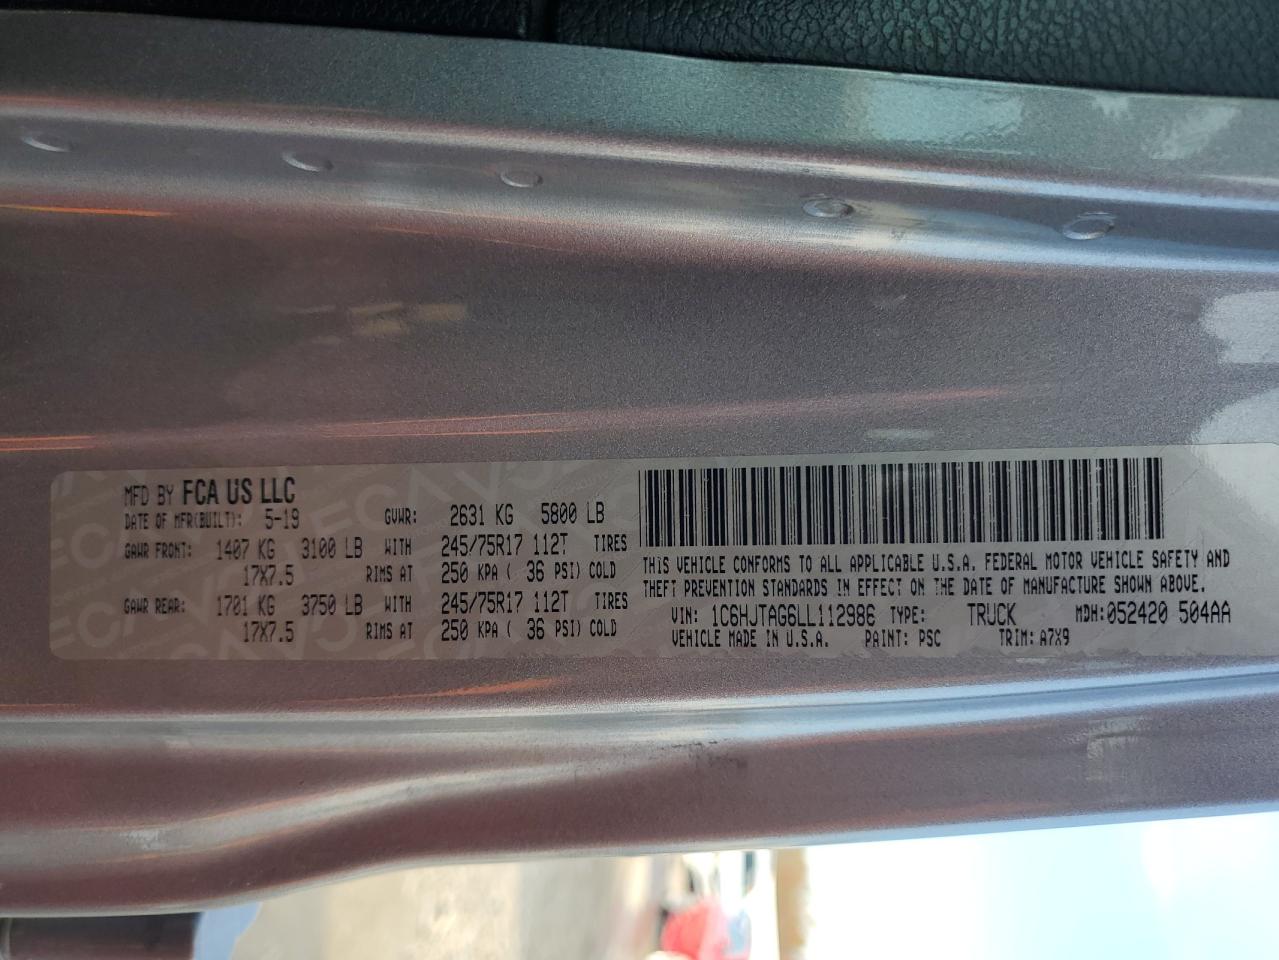 MFD BY FCA US LLC
DATE OF MFR(BUILT): 5-19 GVWR: 2631 KG 5800 LB
GAWR FRONT: 1407 KG 3100 LB WITH 245/75R17 112T TIRES
17X7.5 RIMS AT 250 KPA ( 36 PSI) COLD
GAWR REAR: 1701 KG 3750 LB WITH 245/75R17 112T TIRES
17X7.5 RIMS AT 250 KPA ( 36 PSI) COLD
THIS VEHICLE CONFORMS TO ALL APPLICABLE U.S.A. FEDERAL MOTOR VEHICLE SAFETY AND
THEFT PREVENTION STANDARDS IN EFFECT ON THE DATE OF MANUFACTURE SHOWN ABOVE.
VIN: 1C6HJTAG6LL112986 TYPE: TRUCK MDH:052420 504AA
VEHICLE MADE IN U.S.A. PAINT: PSC TRIM: A7X9